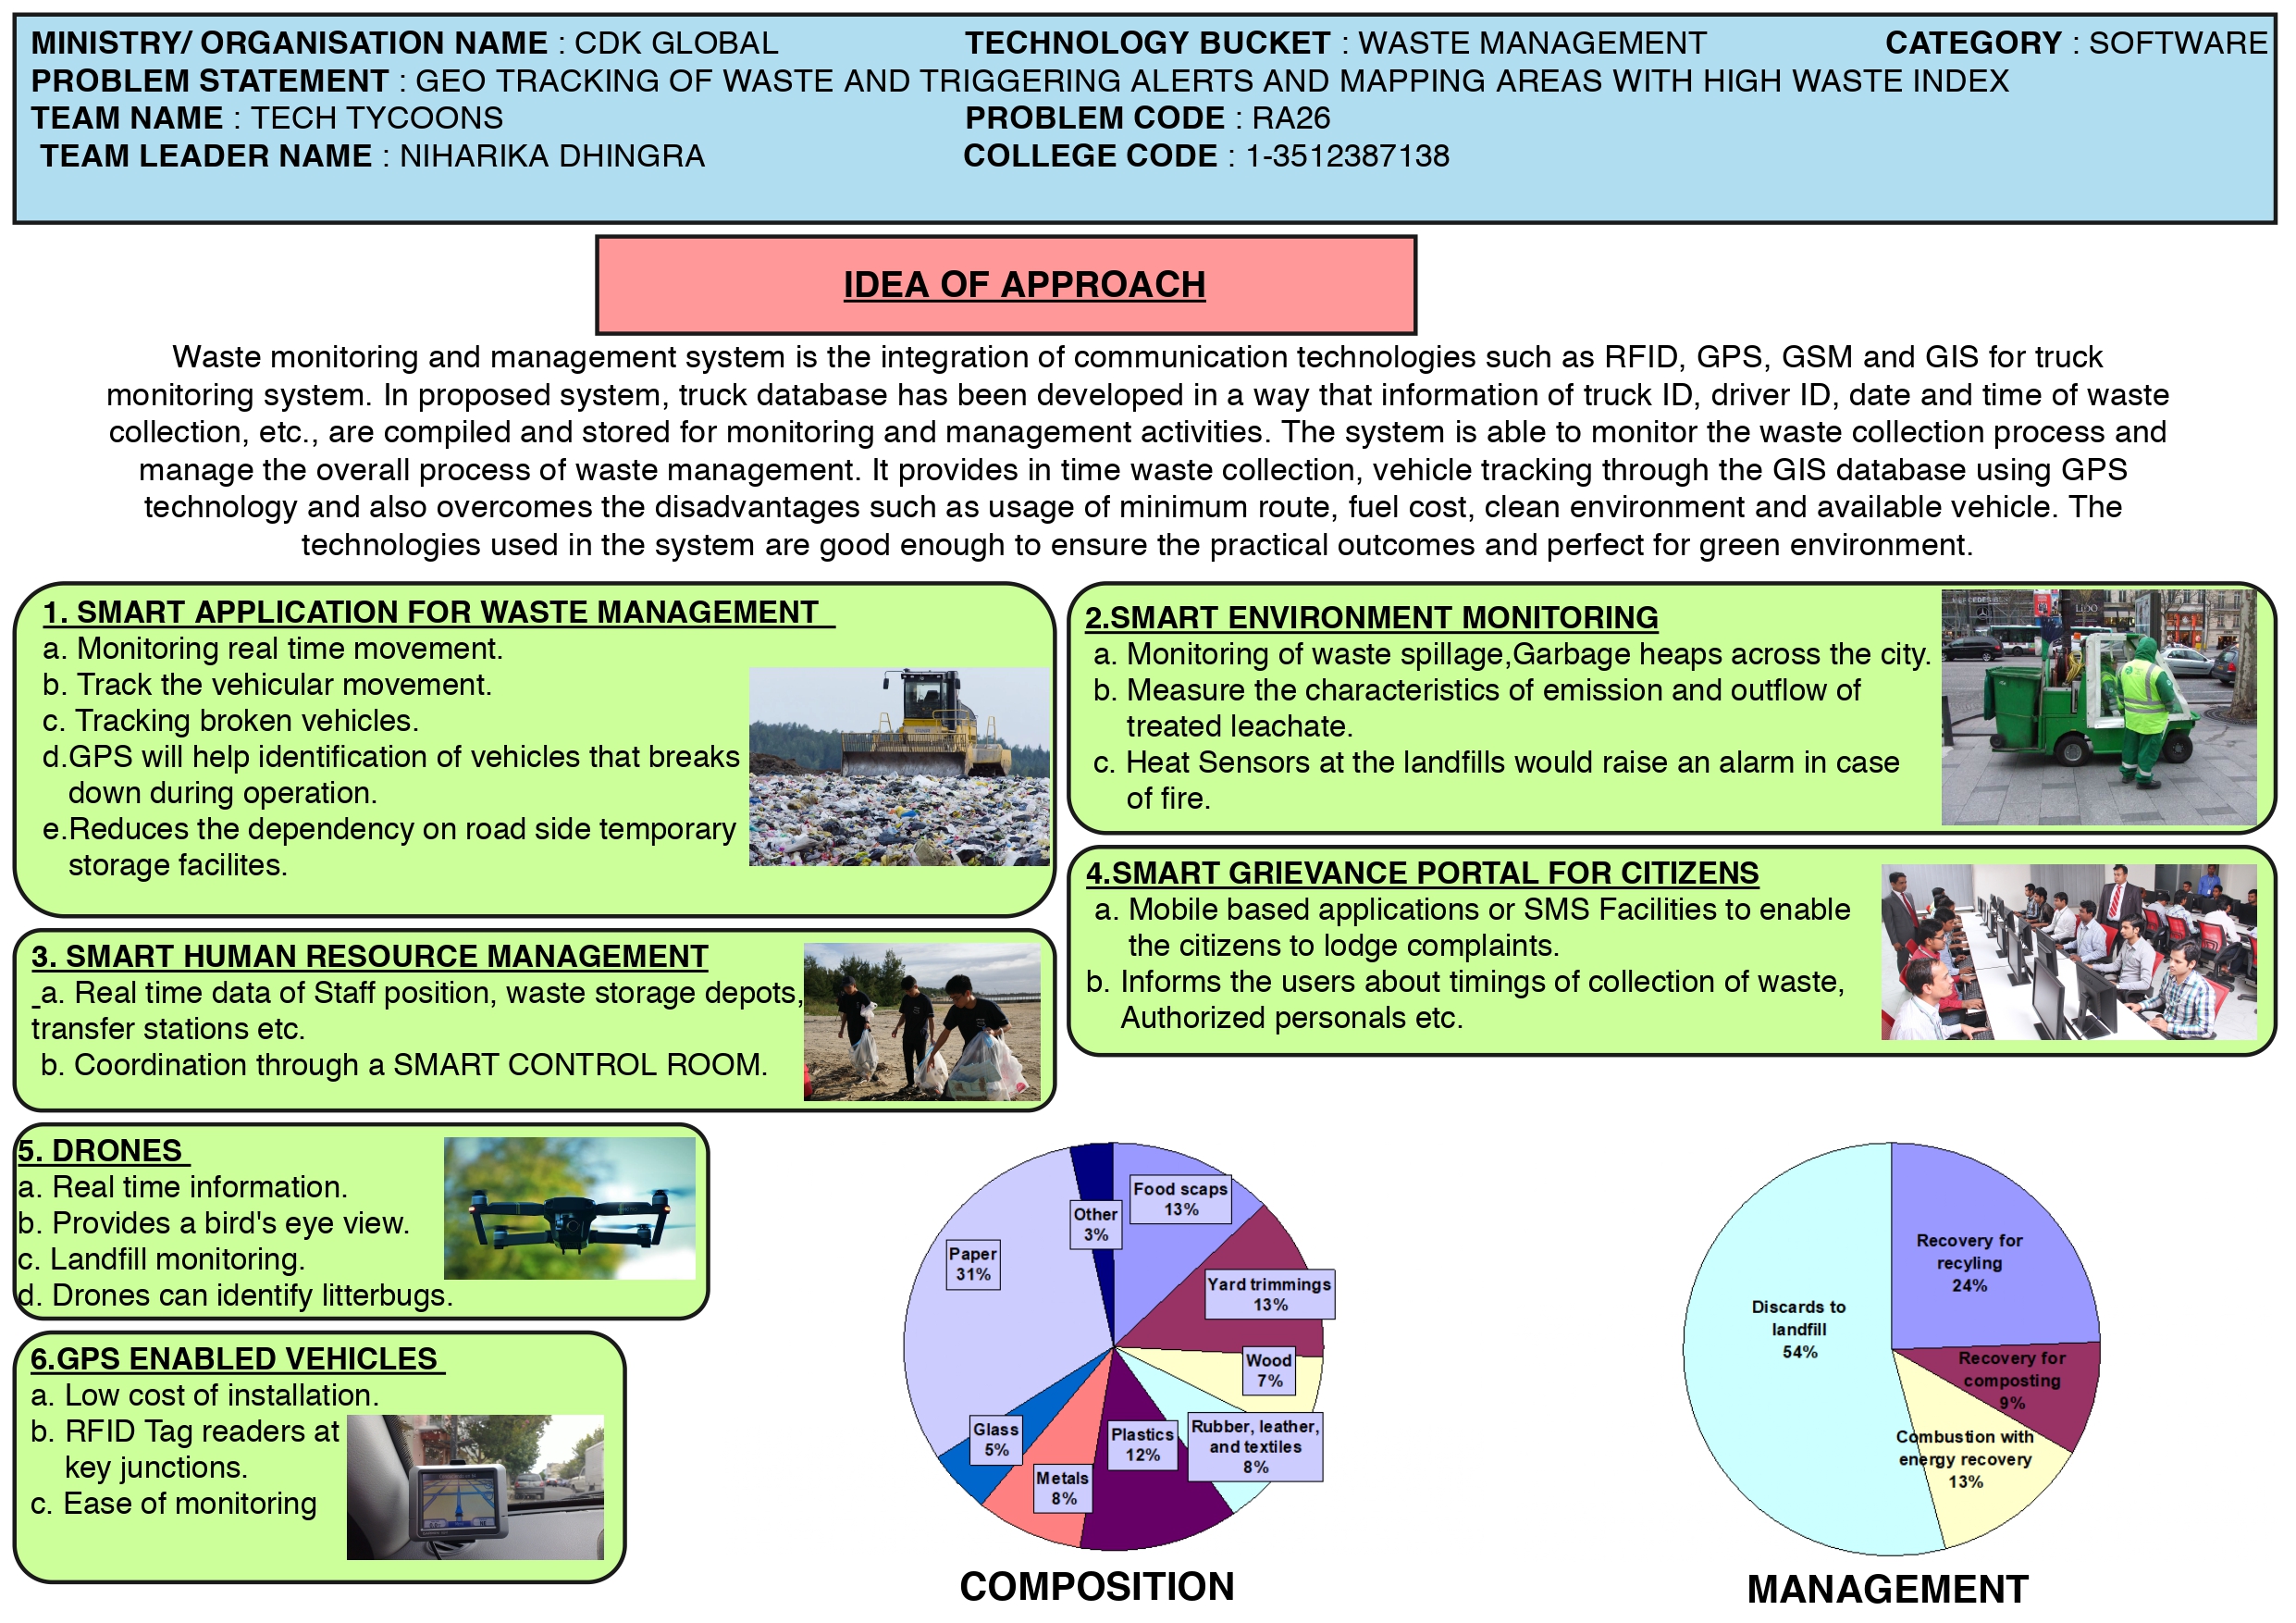 MINISTRY/ ORGANISATION NAME : CDK GLOBAL TECHNOLOGY BUCKET : WASTE MANAGEMENT CATEGORY : SOFTWARE
PROBLEM STATEMENT : GEO TRACKING OF WASTE AND TRIGGERING ALERTS AND MAPPING AREAS WITH HIGH WASTE INDEX
TEAM NAME : TECH TYCOONS PROBLEM CODE : RA26
TEAM LEADER NAME : NIHARIKA DHINGRA COLLEGE CODE : 1-3512387138
IDEA OF APPROACH
Waste monitoring and management system is the integration of communication technologies such as RFID, GPS, GSM and GIS for truck
monitoring system. In proposed system, truck database has been developed in a way that information of truck ID, driver ID, date and time of waste
collection, etc., are compiled and stored for monitoring and management activities. The system is able to monitor the waste collection process and
manage the overall process of waste management. It provides in time waste collection, vehicle tracking through the GIS database using GPS
technology and also overcomes the disadvantages such as usage of minimum route, fuel cost, clean environment and available vehicle. The
technologies used in the system are good enough to ensure the practical outcomes and perfect for green environment.
1. SMART APPLICATION FOR WASTE MANAGEMENT
a. Monitoring real time movement.
b. Track the vehicular movement.
c. Tracking broken vehicles.
d.GPS will help identification of vehicles that breaks
down during operation.
e.Reduces the dependency on road side temporary
storage facilites.
2.SMART ENVIRONMENT MONITORING
a. Monitoring of waste spillage,Garbage heaps across the city.
b. Measure the characteristics of emission and outflow of
treated leachate.
c. Heat Sensors at the landfills would raise an alarm in case
of fire.
3. SMART HUMAN RESOURCE MANAGEMENT
a. Real time data of Staff position, waste storage depots,
transfer stations etc.
b. Coordination through a SMART CONTROL ROOM.
4.SMART GRIEVANCE PORTAL FOR CITIZENS
a. Mobile based applications or SMS Facilities to enable
the citizens to lodge complaints.
b. Informs the users about timings of collection of waste,
Authorized personals etc.
5. DRONES
a. Real time information.
b. Provides a bird's eye view.
c. Landfill monitoring.
d. Drones can identify litterbugs.
6.GPS ENABLED VEHICLES
a. Low cost of installation.
b. RFID Tag readers at
key junctions.
c. Ease of monitoring
Food scaps
13%
Yard trimmings
13%
Wood
7%
Rubber, leather,
and textiles
8%
Plastics
12%
Metals
8%
Glass
5%
Paper
31%
Other
3%
COMPOSITION
Recovery for
recyling
24%
Recovery for
composting
9%
Combustion with
energy recovery
13%
Discards to
landfill
54%
MANAGEMENT